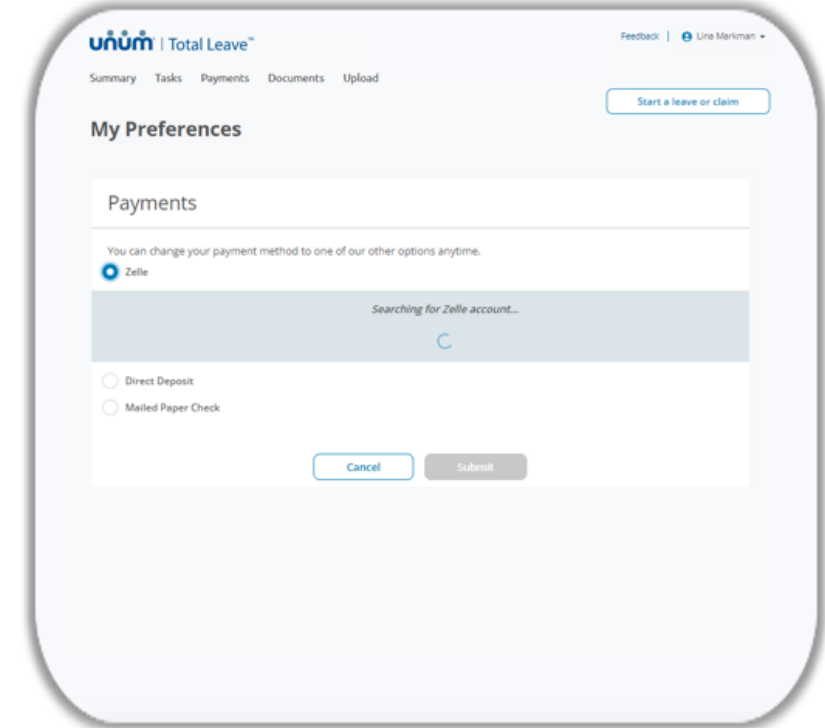 unum | Total Leave™
Feedback | Lina Markman
Summary Tasks Payments Documents Upload
Start a leave or claim
My Preferences
Payments
You can change your payment method to one of our other options anytime.
Zelle
Searching for Zelle account...
Direct Deposit
Mailed Paper Check
Cancel Submit